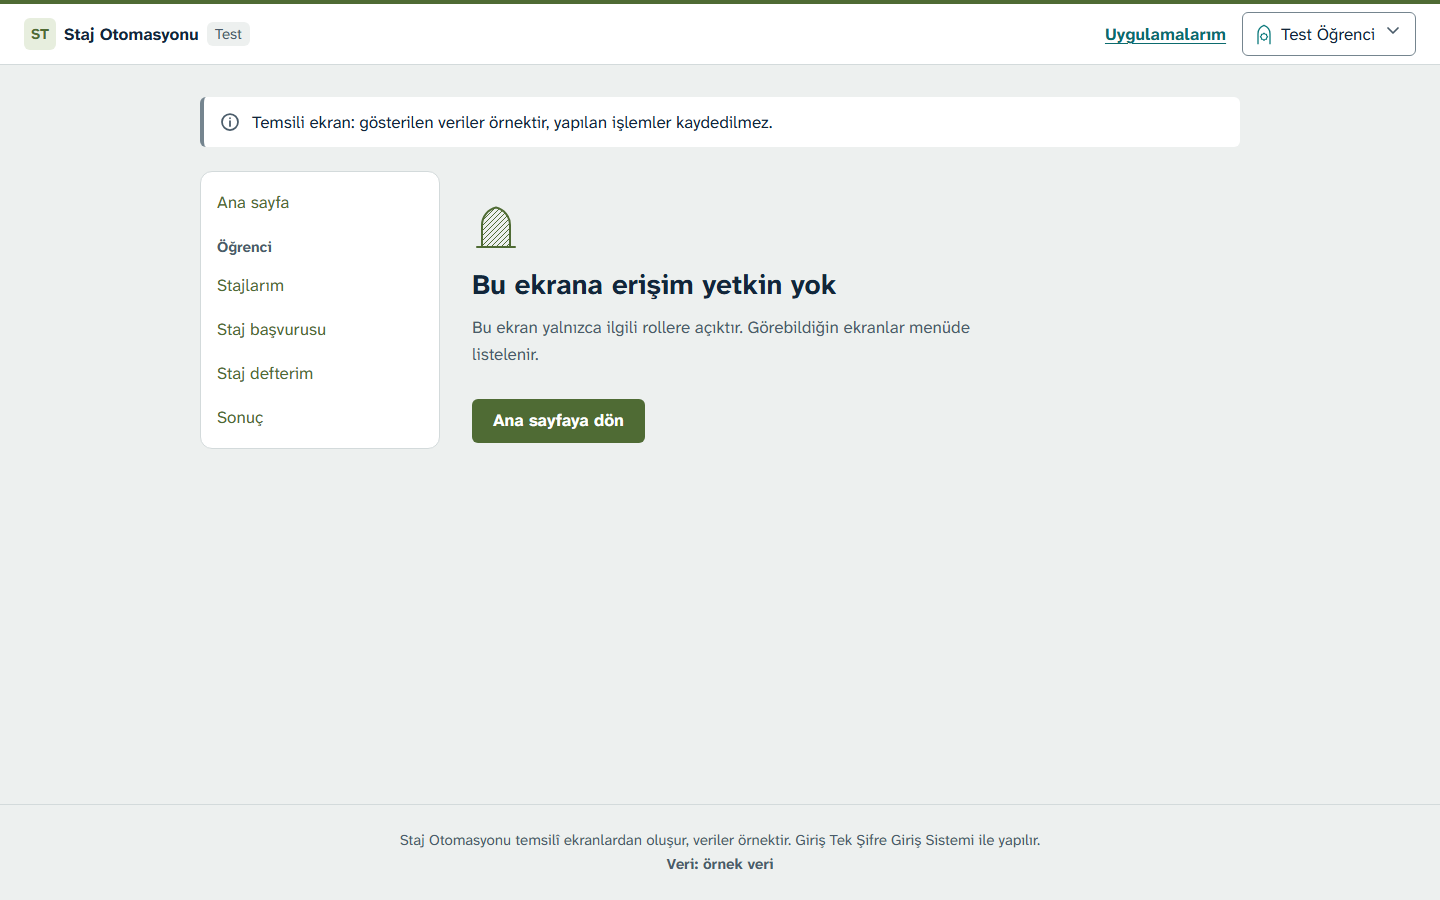 ST Staj Otomasyonu Test
Uygulamalarım
Test Öğrenci
Temsili ekran: gösterilen veriler örnektir, yapılan işlemler kaydedilmez.
Ana sayfa
Öğrenci
Stajlarım
Staj başvurusu
Staj defterim
Sonuç
Bu ekrana erişim yetkin yok
Bu ekran yalnızca ilgili rollere açıktır. Görebildiğin ekranlar menüde
listelenir.
Ana sayfaya dön
Staj Otomasyonu temsilî ekranlardan oluşur, veriler örnektir. Giriş Tek Şifre Giriş Sistemi ile yapılır.
Veri: örnek veri